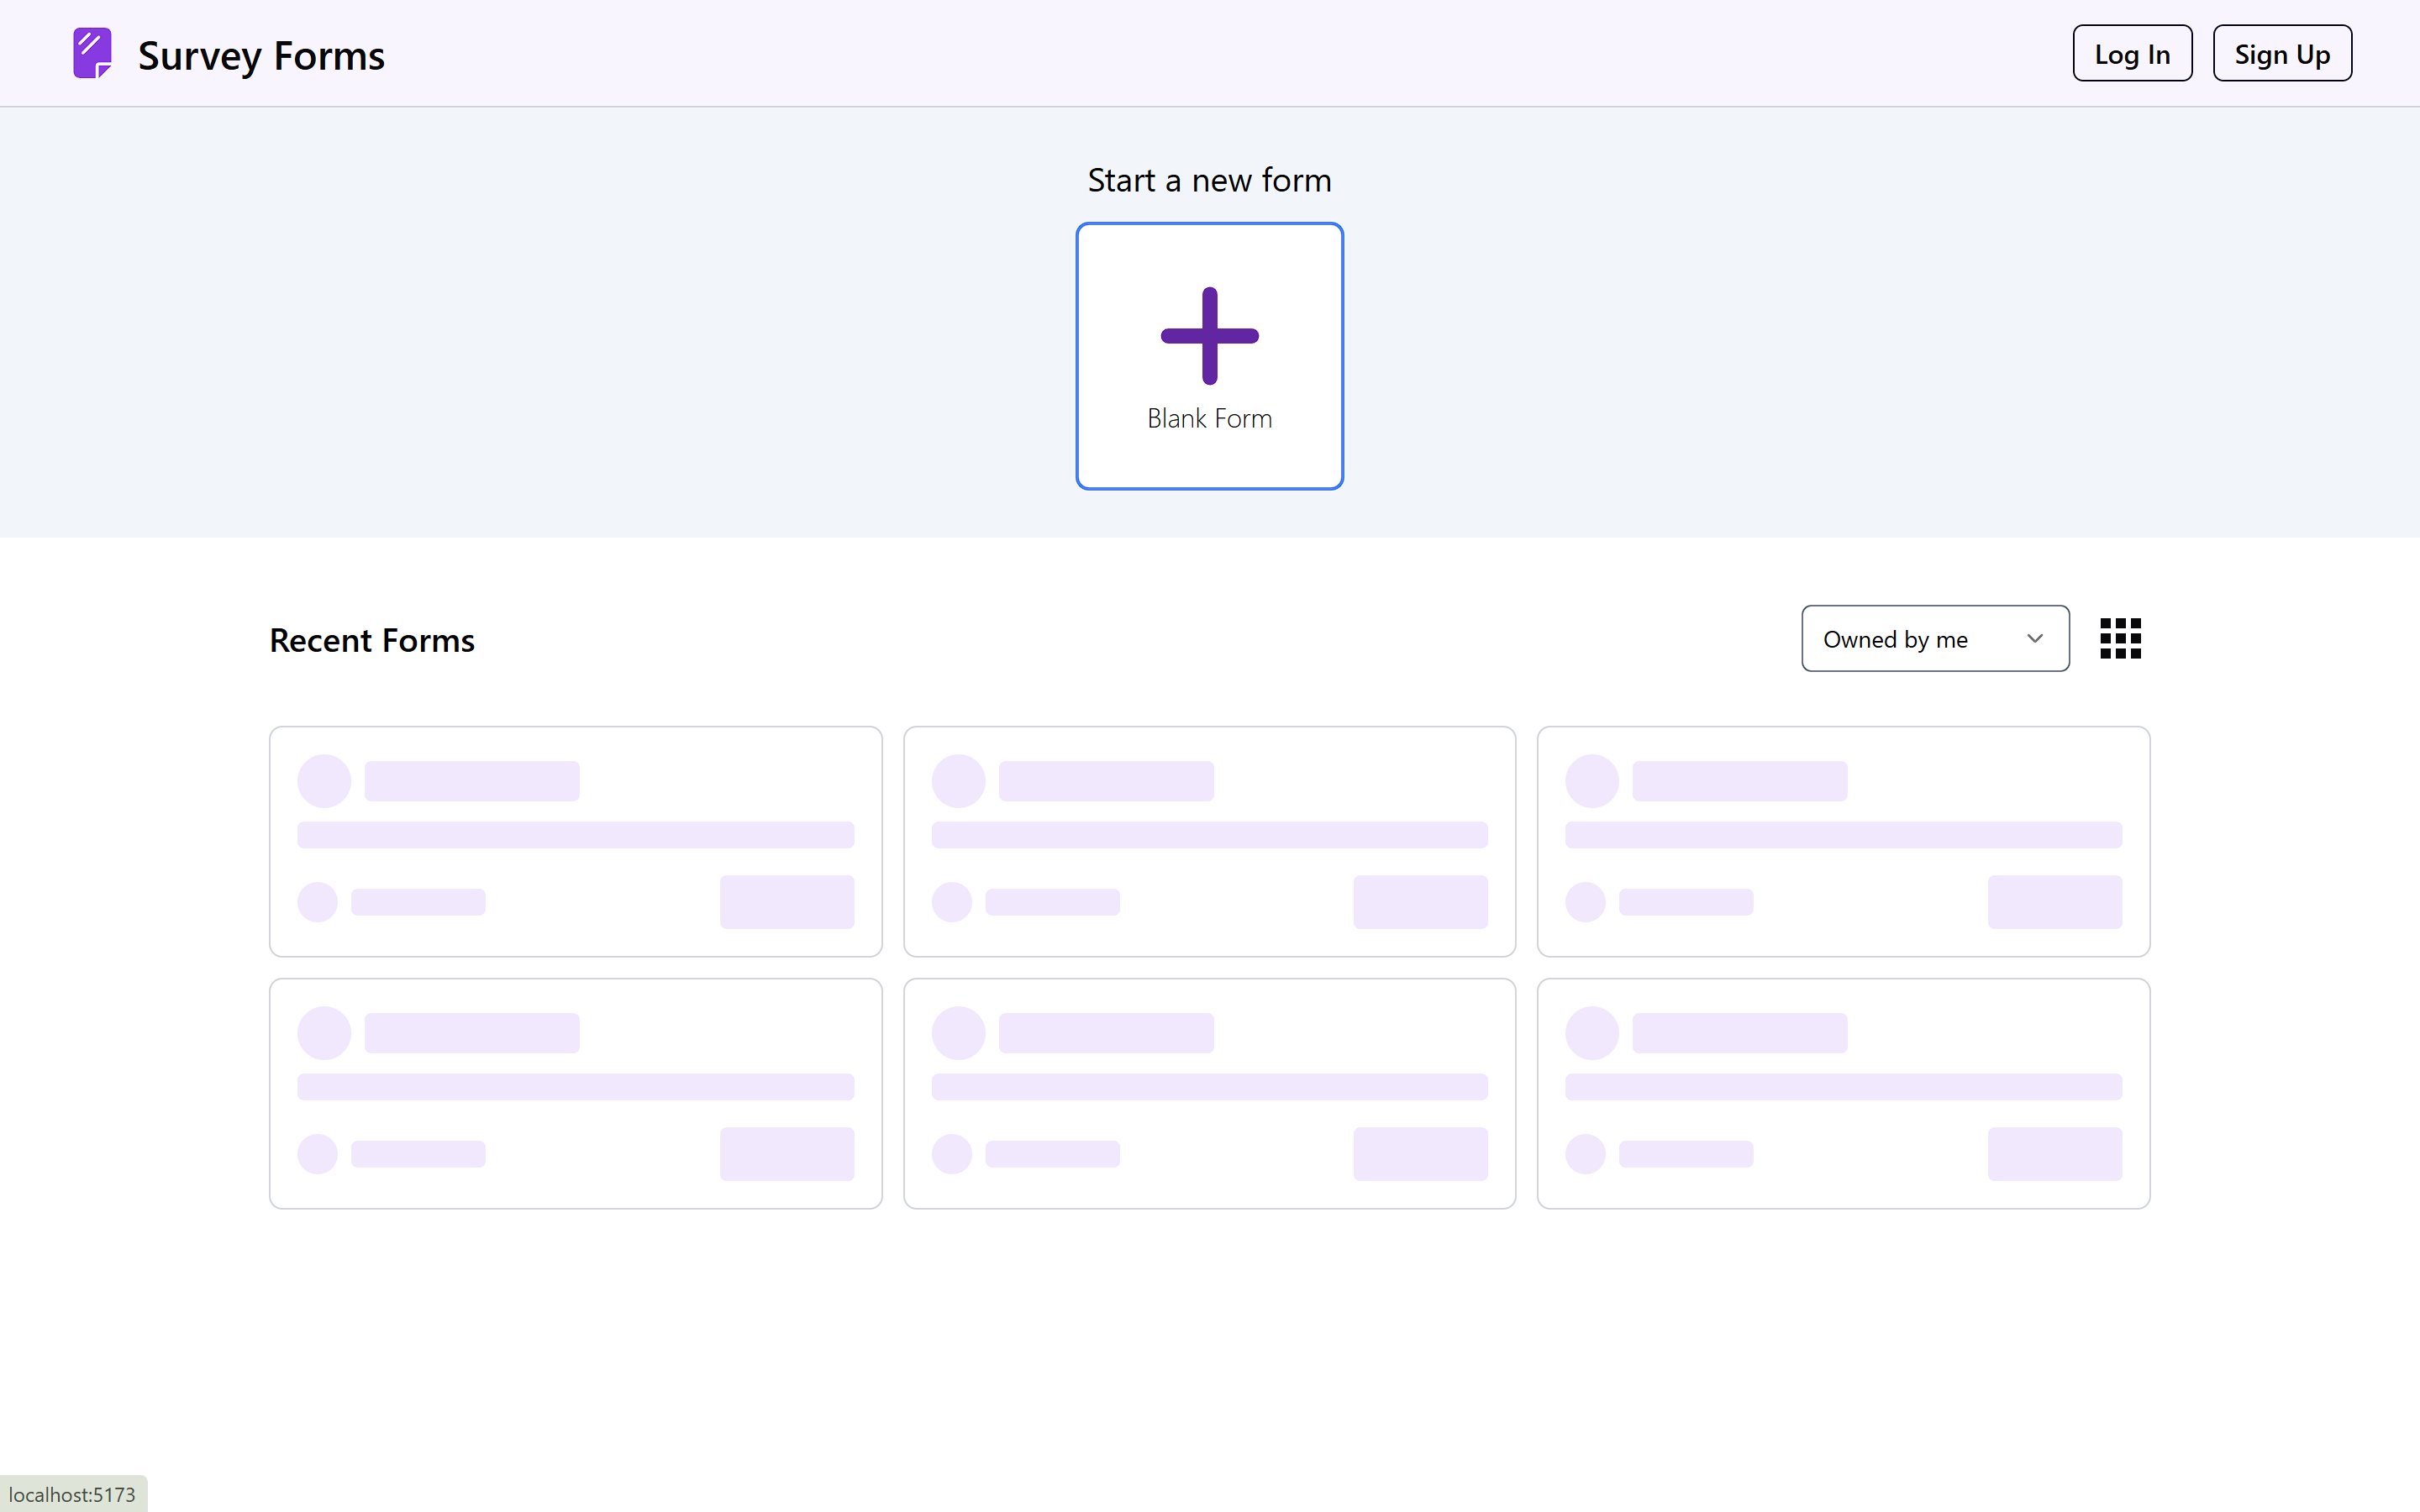 Survey Forms
Log In
Sign Up
Start a new form
Blank Form
Recent Forms
Owned by me
localhost:5173